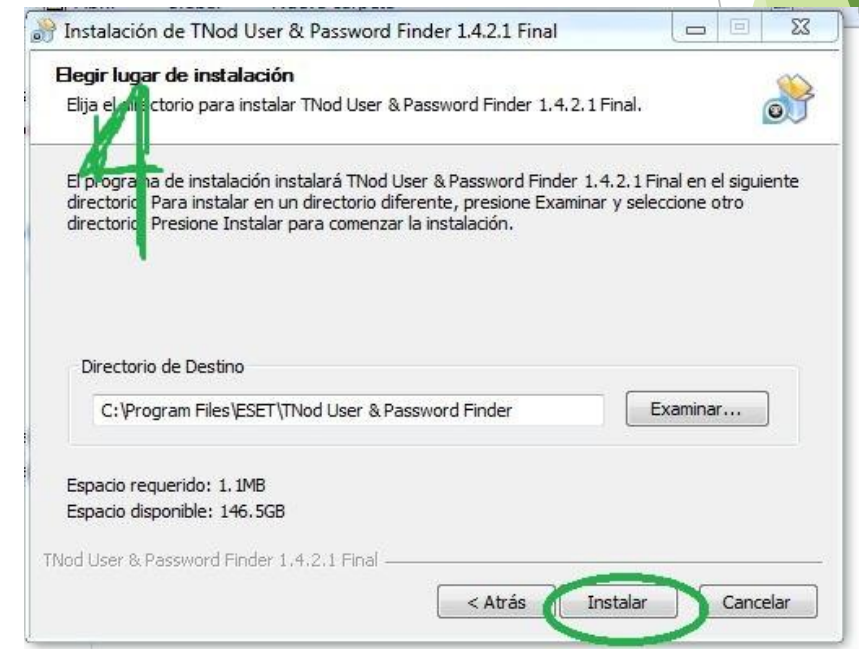 Instalación de TNod User & Password Finder 1.4.2.1 Final
Elegir lugar de instalación
Elija el directorio para instalar TNod User & Password Finder 1.4.2.1 Final.
4
El programa de instalación instalará TNod User & Password Finder 1.4.2.1 Final en el siguiente
directorio. Para instalar en un directorio diferente, presione Examinar y seleccione otro
directorio. Presione Instalar para comenzar la instalación.
Directorio de Destino
C:\Program Files\ESET\TNod User & Password Finder
Examinar...
Espacio requerido: 1.1MB
Espacio disponible: 146.5GB
TNod User & Password Finder 1.4.2.1 Final
< Atrás
Instalar
Cancelar